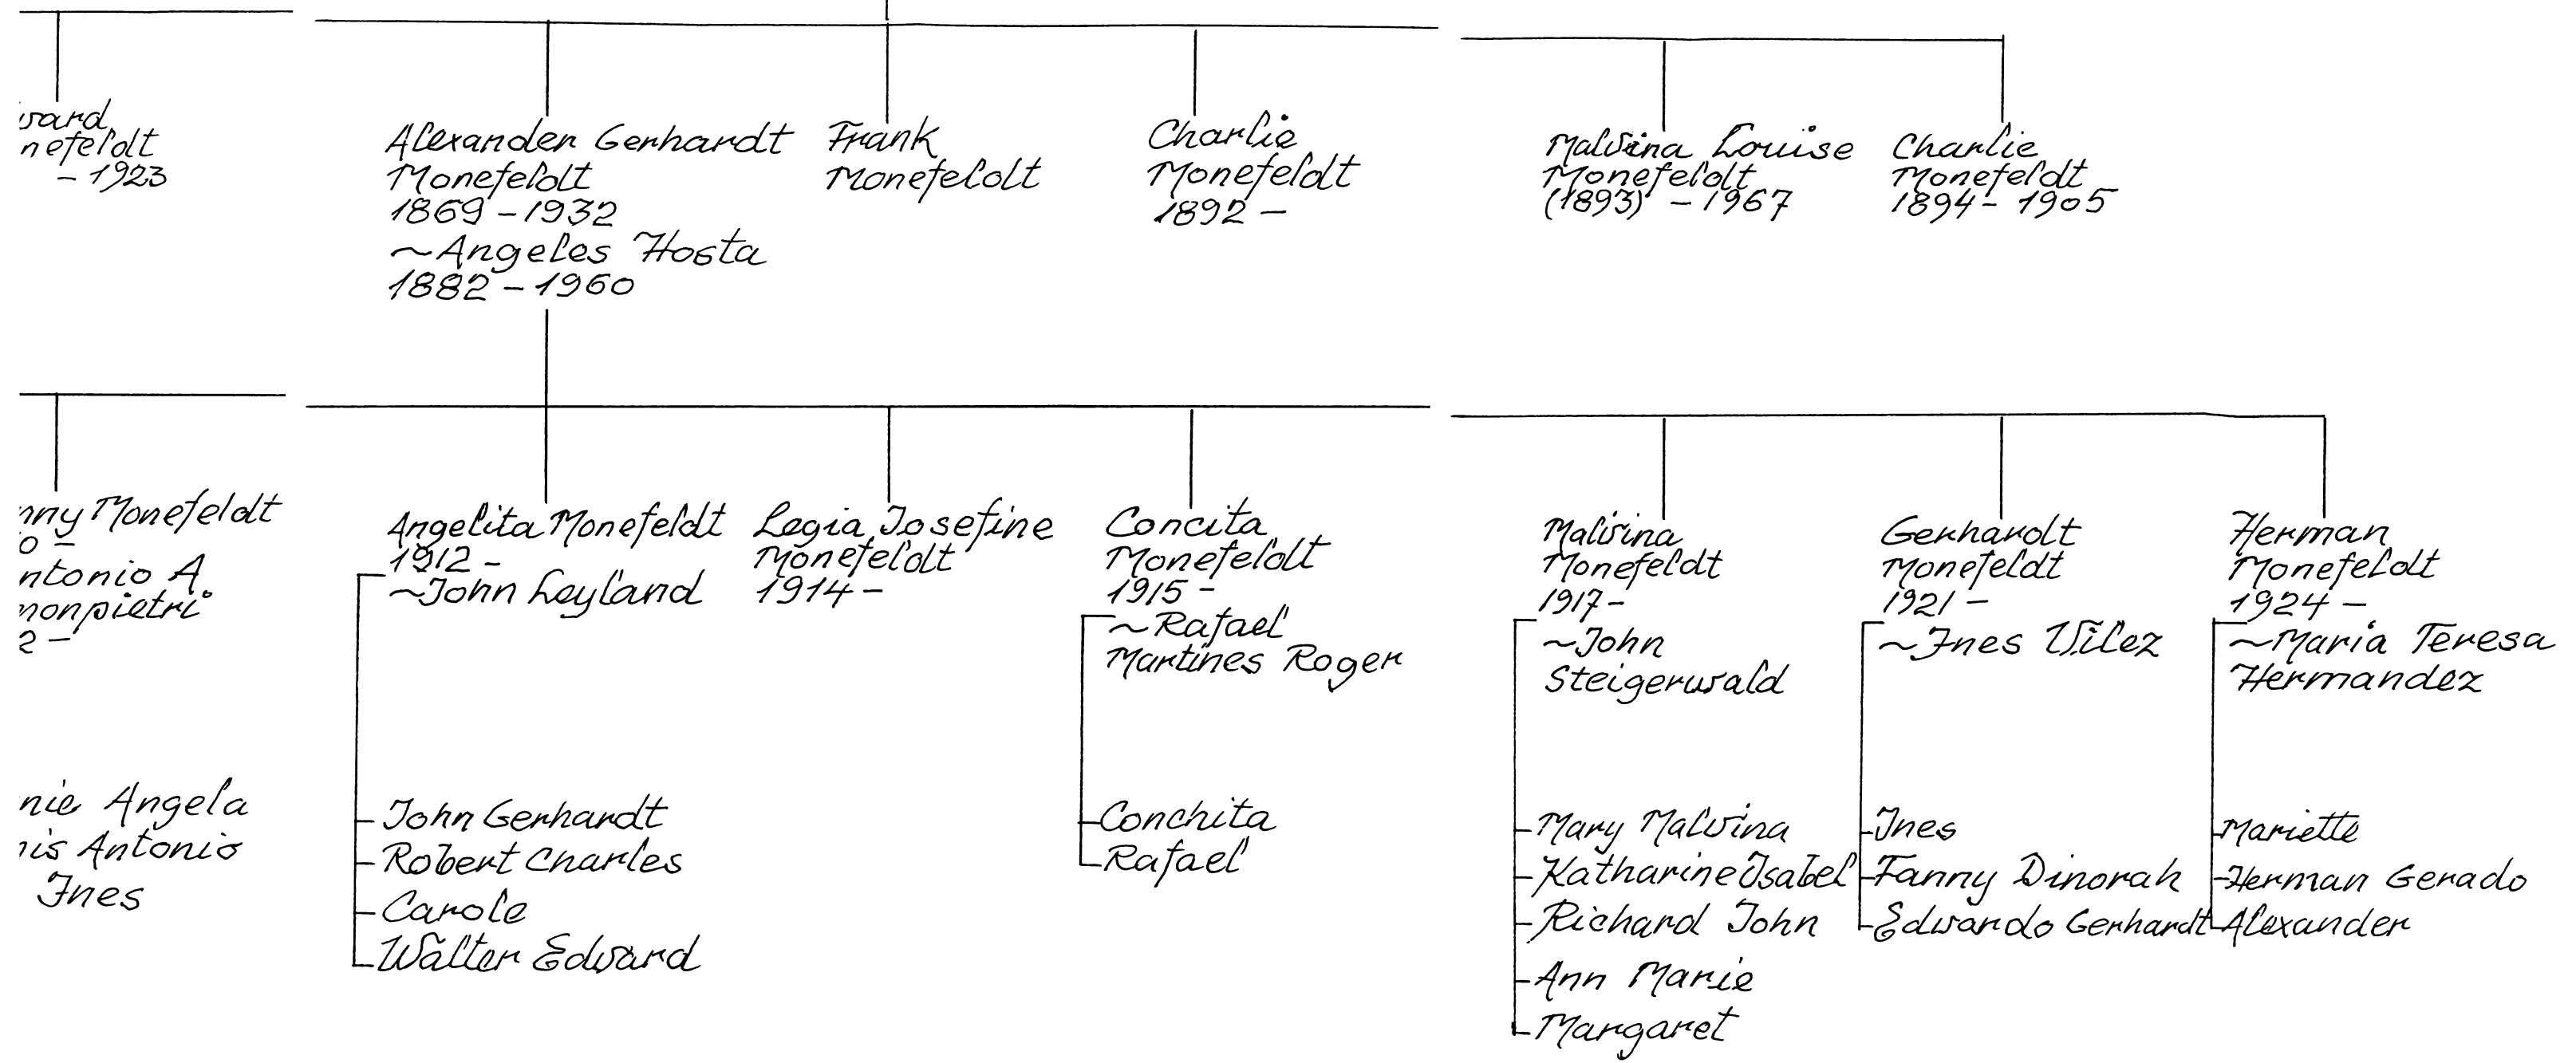 - 1923
Alexander Gerhardt
Monefeldt
1869 - 1932
~Angeles Hosta
1882 - 1960
Frank
Monefeldt
Charlie
Monefeldt
1892 -
Malvina Louise
Monefeldt
(1893) - 1967
Charlie
Monefeldt
1894 - 1905
Monefeldt
A.
Angela
Antonio
Ines
Angelita Monefeldt
1912 -
~John Leyland
John Gerhardt
Robert Charles
Carole
Walter Edward
Legia Josefine
Monefeldt
1914 -
Concita
Monefeldt
1915 -
~Rafael
Martines Roger
Conchita
Rafael
Malvina
Monefeldt
1917 -
~John
Steigerwald
Mary Malvina
Katharine Isabel
Richard John
Ann Marie
Margaret
Gerhardt
Monefeldt
1921 -
~Ines Vilez
Ines
Fanny Dinorah
Edwardo Gerhardt
Herman
Monefeldt
1924 -
~Maria Teresa
Hermandez
Mariette
Herman Gerado
Alexander